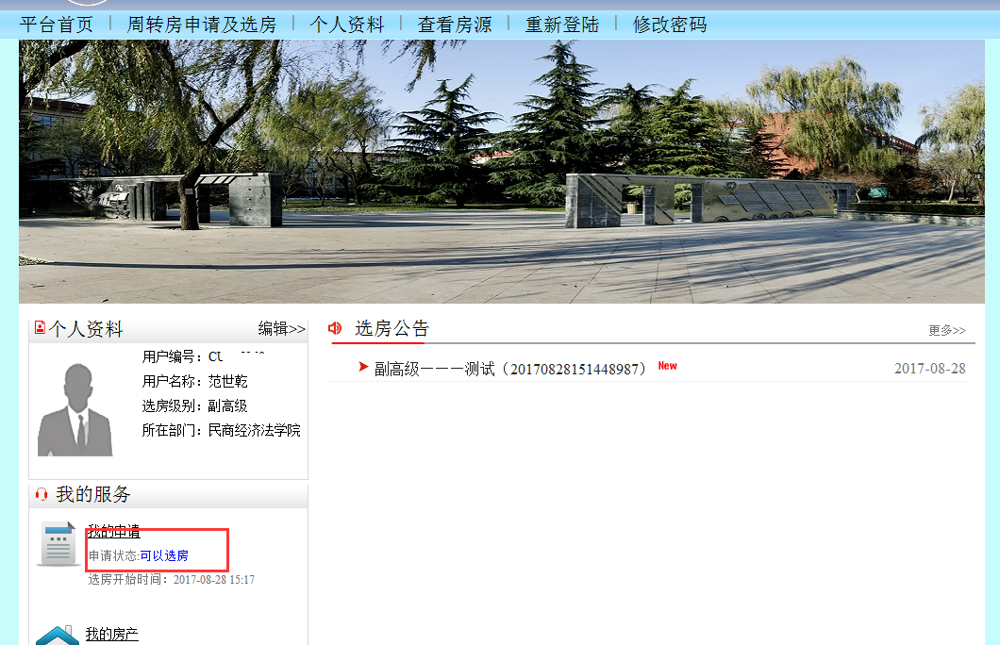 平台首页 | 周转房申请及选房 | 个人资料 | 查看房源 | 重新登陆 | 修改密码
个人资料 编辑>>
用户编号：CU
用户名称：范世乾
选房级别：副高级
所在部门：民商经济法学院
我的服务
我的申请
申请状态:可以选房
选房开始时间：2017-08-28 15:17
我的房产
选房公告 更多>>
副高级一一一测试（20170828151448987） New 2017-08-28